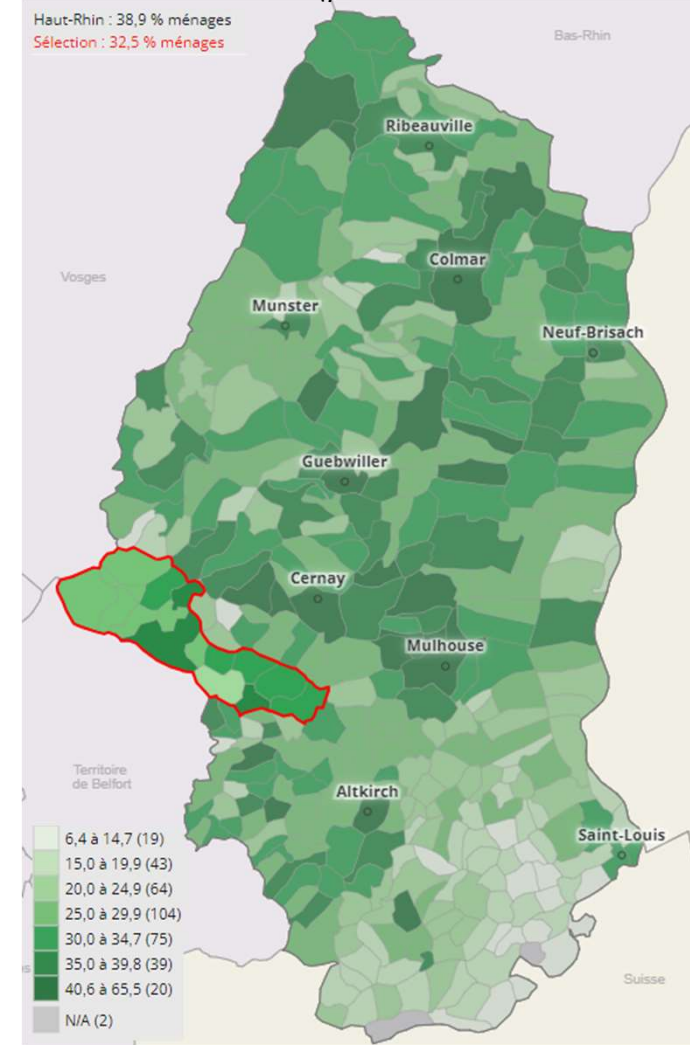 Haut-Rhin : 38,9 % ménages
Sélection : 32,5 % ménages
Bas-Rhin
Ribeauville
Colmar
Vosges
Munster
Neuf-Brisach
Guebwiller
Cernay
Mulhouse
Territoire
de Belfort
Altkirch
Saint-Louis
6,4 à 14,7 (19)
15,0 à 19,9 (43)
20,0 à 24,9 (64)
25,0 à 29,9 (104)
30,0 à 34,7 (75)
35,0 à 39,8 (39)
40,6 à 65,5 (20)
N/A (2)
Suisse